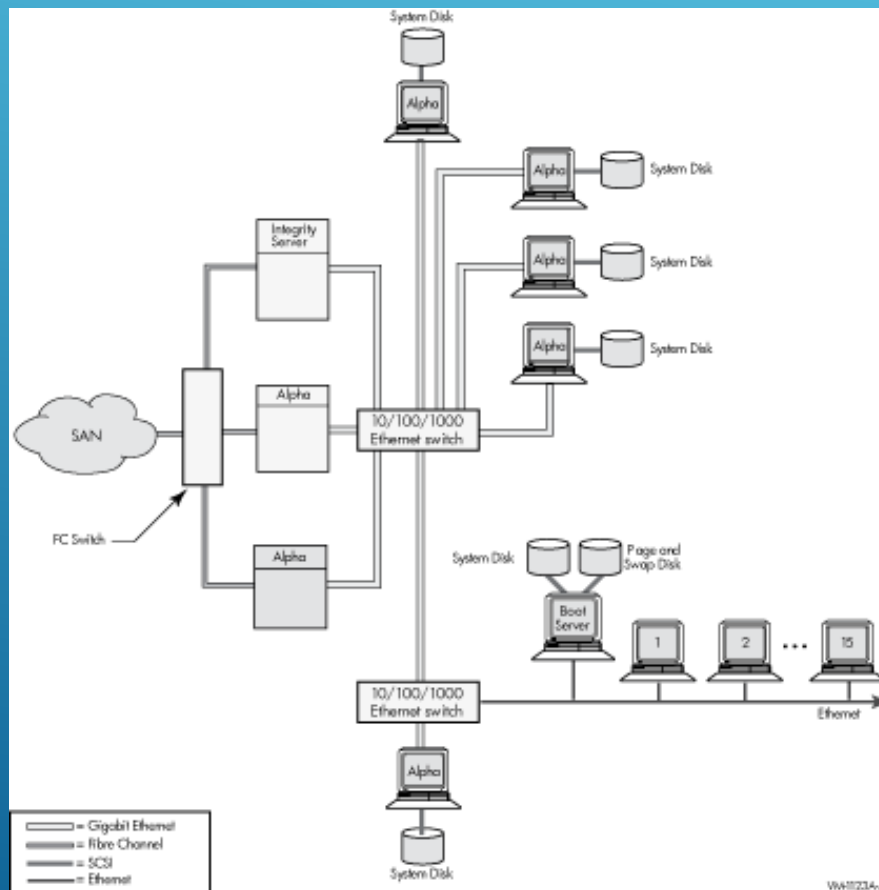 System Disk
Alpha
Alpha
System Disk
Integrity
Server
Alpha
System Disk
Alpha
System Disk
Alpha
10/100/1000
Ethernet switch
SAN
FC Switch
Alpha
System Disk
Page and
Swap Disk
Boot
Server
1
2
•••
15
10/100/1000
Ethernet switch
Ethernet
Alpha
System Disk
= Gigabit Ethernet
= Fibre Channel
= SCSI
= Ethernet